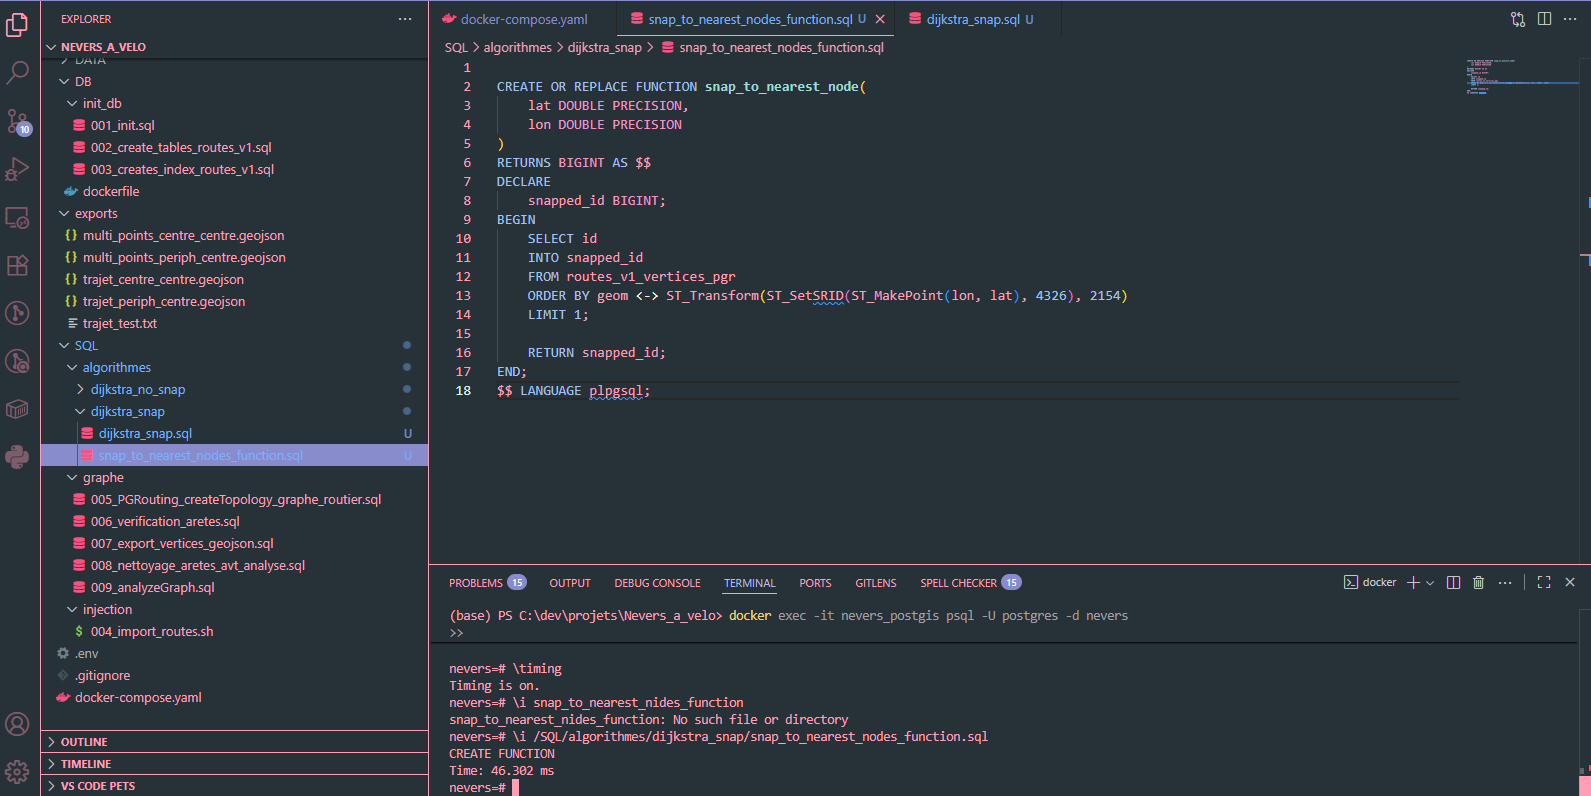 EXPLORER
NEVERS_A_VELO
DATA
DB
init_db
001_init.sql
002_create_tables_routes_v1.sql
003_creates_index_routes_v1.sql
dockerfile
exports
{} multi_points_centre_centre.geojson
{} multi_points_periph_centre.geojson
{} trajet_centre_centre.geojson
{} trajet_periph_centre.geojson
trajet_test.txt
SQL
algorithmes
dijkstra_no_snap
dijkstra_snap
dijkstra_snap.sql U
snap_to_nearest_nodes_function.sql U
graphe
005_PGRouting_createTopology_graphe_routier.sql
006_verification_aretes.sql
007_export_vertices_geojson.sql
008_nettoyage_aretes_avt_analyse.sql
009_analyzeGraph.sql
injection
$ 004_import_routes.sh
.env
.gitignore
docker-compose.yaml
OUTLINE
TIMELINE
VS CODE PETS
10
docker-compose.yaml
snap_to_nearest_nodes_function.sql U
dijkstra_snap.sql U
SQL > algorithmes > dijkstra_snap > snap_to_nearest_nodes_function.sql
1
2 CREATE OR REPLACE FUNCTION snap_to_nearest_node(
3 lat DOUBLE PRECISION,
4 lon DOUBLE PRECISION
5 )
6 RETURNS BIGINT AS $$
7 DECLARE
8 snapped_id BIGINT;
9 BEGIN
10 SELECT id
11 INTO snapped_id
12 FROM routes_v1_vertices_pgr
13 ORDER BY geom <-> ST_Transform(ST_SetSRID(ST_MakePoint(lon, lat), 4326), 2154)
14 LIMIT 1;
15
16 RETURN snapped_id;
17 END;
18 $$ LANGUAGE plpgsql;
PROBLEMS 15 OUTPUT DEBUG CONSOLE TERMINAL PORTS GITLENS SPELL CHECKER 15 docker
(base) PS C:\dev\projets\Nevers_a_velo> docker exec -it nevers_postgis psql -U postgres -d nevers
>>
nevers=# \timing
Timing is on.
nevers=# \i snap_to_nearest_nides_function
snap_to_nearest_nides_function: No such file or directory
nevers=# \i /SQL/algorithmes/dijkstra_snap/snap_to_nearest_nodes_function.sql
CREATE FUNCTION
Time: 46.302 ms
nevers=#